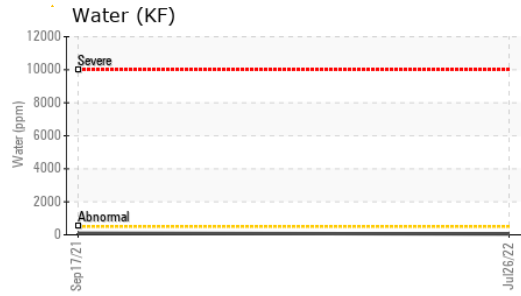 Water (KF)
12000
Severe
10000
8000
6000
4000
2000
Abnormal
0
Water (ppm)
Sep17/21
Jul26/22